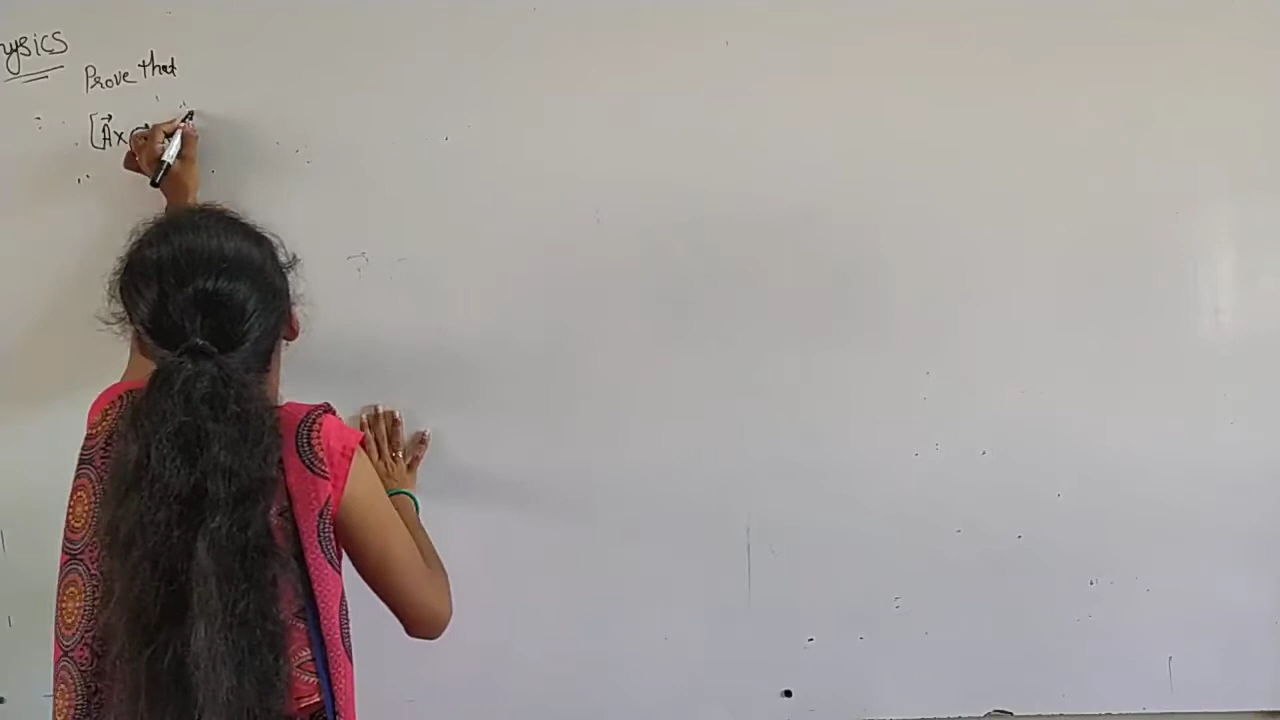 ysics
Prove that
[A⃗×